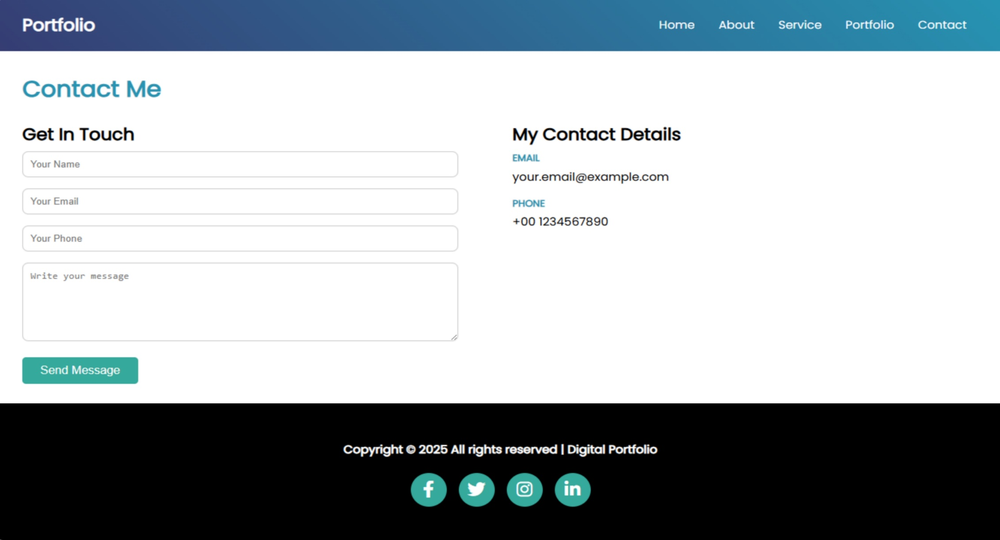 Portfolio
Home About Service Portfolio Contact
Contact Me
Get In Touch
Your Name
Your Email
Your Phone
Write your message
Send Message
My Contact Details
EMAIL
your.email@example.com
PHONE
+00 1234567890
Copyright © 2025 All rights reserved | Digital Portfolio